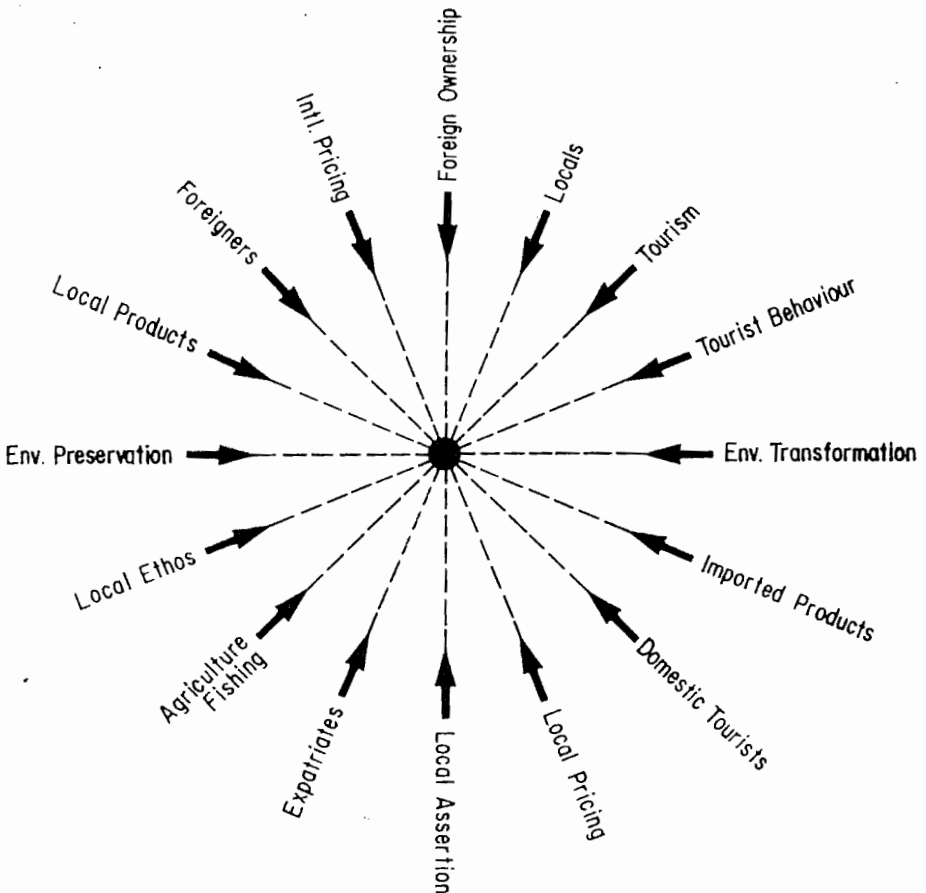 Foreign Ownership
Intl. Pricing
Locals
Foreigners
Tourism
Local Products
Tourist Behaviour
Env. Preservation
Env. Transformation
Local Ethos
Imported Products
Agriculture
Fishing
Domestic Tourists
Expatriates
Local Assertion
Local Pricing